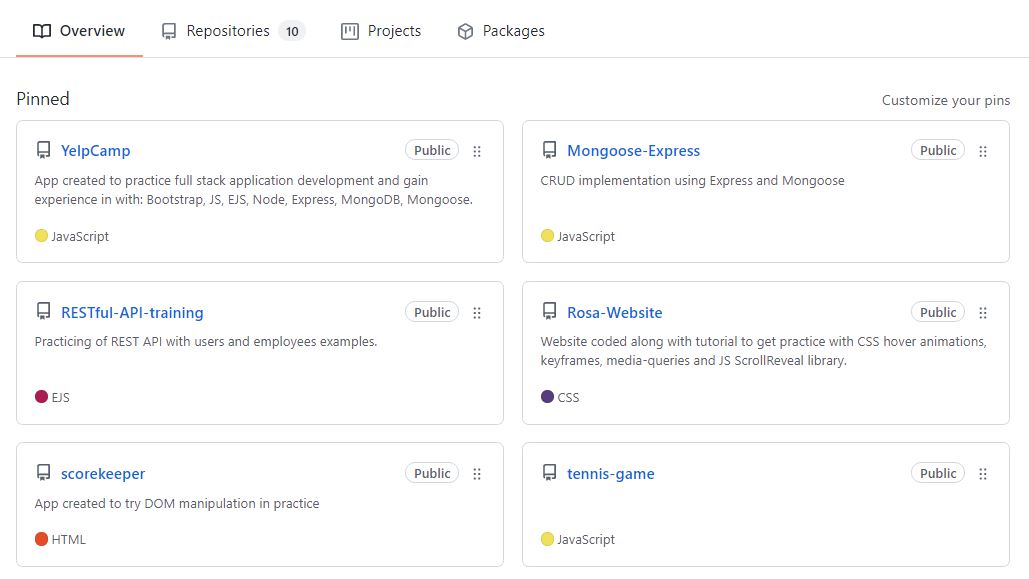 Overview Repositories 10 Projects Packages
Pinned Customize your pins
YelpCamp Public
App created to practice full stack application development and gain
experience in with: Bootstrap, JS, EJS, Node, Express, MongoDB, Mongoose.
JavaScript
Mongoose-Express Public
CRUD implementation using Express and Mongoose
JavaScript
RESTful-API-training Public
Practicing of REST API with users and employees examples.
EJS
Rosa-Website Public
Website coded along with tutorial to get practice with CSS hover animations,
keyframes, media-queries and JS ScrollReveal library.
CSS
scorekeeper Public
App created to try DOM manipulation in practice
HTML
tennis-game Public
JavaScript